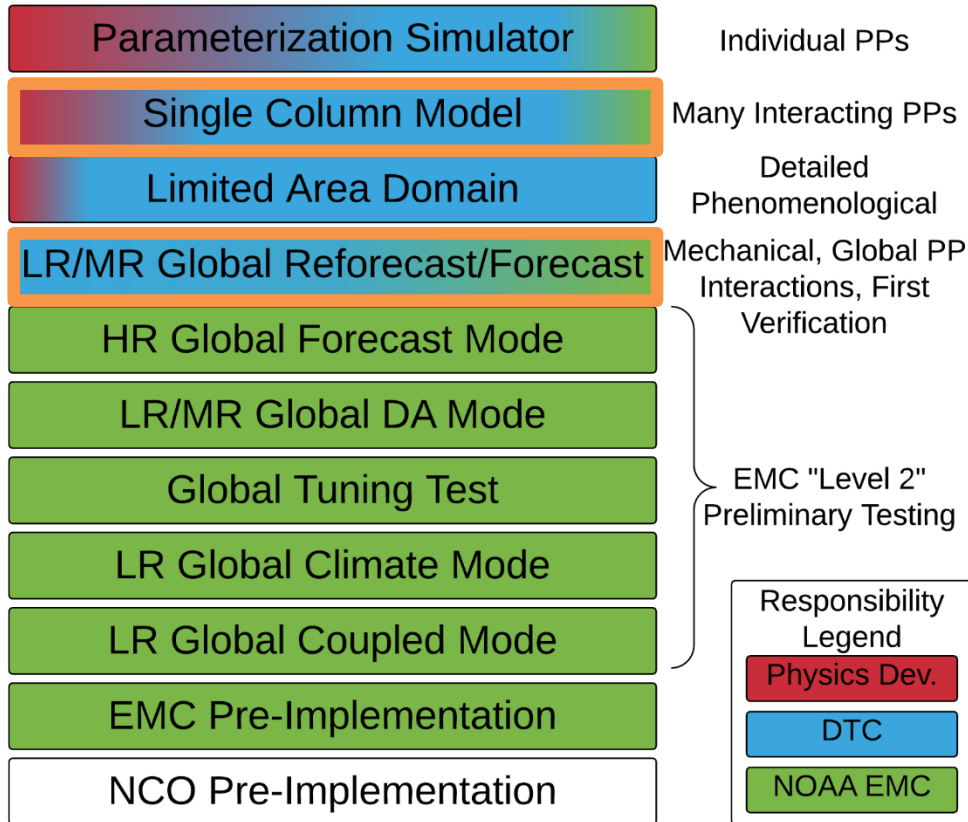 Parameterization Simulator
Individual PPs
Single Column Model
Many Interacting PPs
Limited Area Domain
Detailed
Phenomenological
LR/MR Global Reforecast/Forecast
Mechanical, Global PP
Interactions, First
Verification
HR Global Forecast Mode
LR/MR Global DA Mode
Global Tuning Test
LR Global Climate Mode
LR Global Coupled Mode
EMC "Level 2"
Preliminary Testing
EMC Pre-Implementation
NCO Pre-Implementation
Responsibility
Legend
Physics Dev.
DTC
NOAA EMC